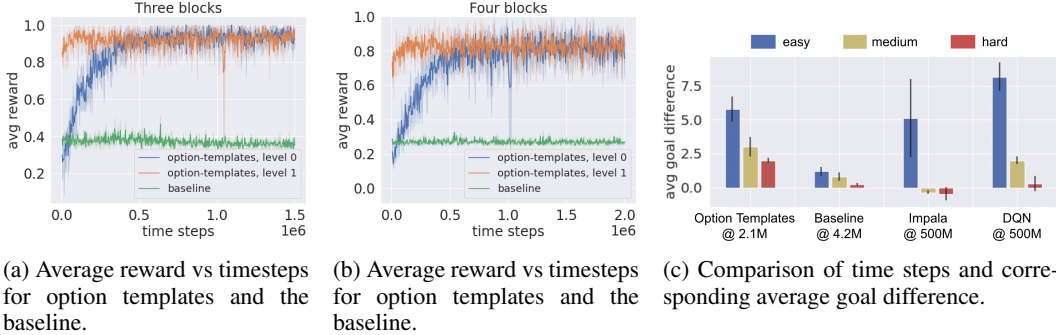 Three blocks
avg reward
1.0
0.8
0.6
0.4
0.2
option-templates, level 0
option-templates, level 1
baseline
0.0 0.5 1.0 1.5
time steps 1e6
Four blocks
avg reward
1.0
0.8
0.6
0.4
0.2
0.0
option-templates, level 0
option-templates, level 1
baseline
0.0 0.5 1.0 1.5 2.0
time steps 1e6
easy medium hard
avg goal difference
7.5
5.0
2.5
0.0
Option Templates Baseline Impala DQN
@ 2.1M @ 4.2M @ 500M @ 500M
(a) Average reward vs timesteps
for option templates and the
baseline.
(b) Average reward vs timesteps
for option templates and the
baseline.
(c) Comparison of time steps and corre-
sponding average goal difference.